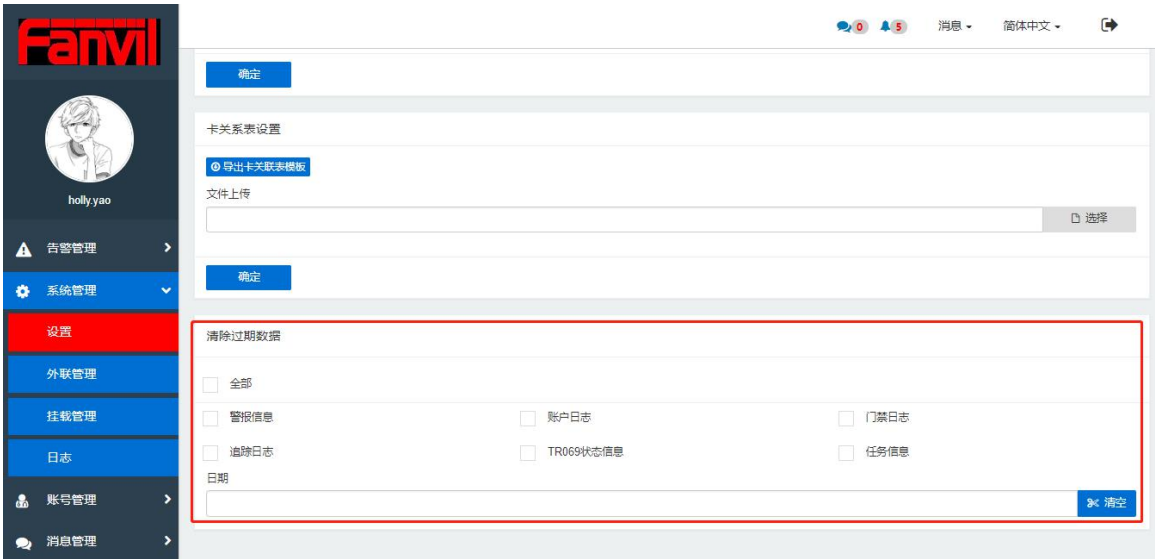 Fanvil
0 5 消息 简体中文
确定
卡关系表设置
导出卡关联表模板
文件上传
选择
确定
holly.yao
告警管理
系统管理
设置
外联管理
挂载管理
日志
账号管理
消息管理
清除过期数据
全部
警报信息 账户日志 门禁日志
追踪日志 TR069状态信息 任务信息
日期
清空